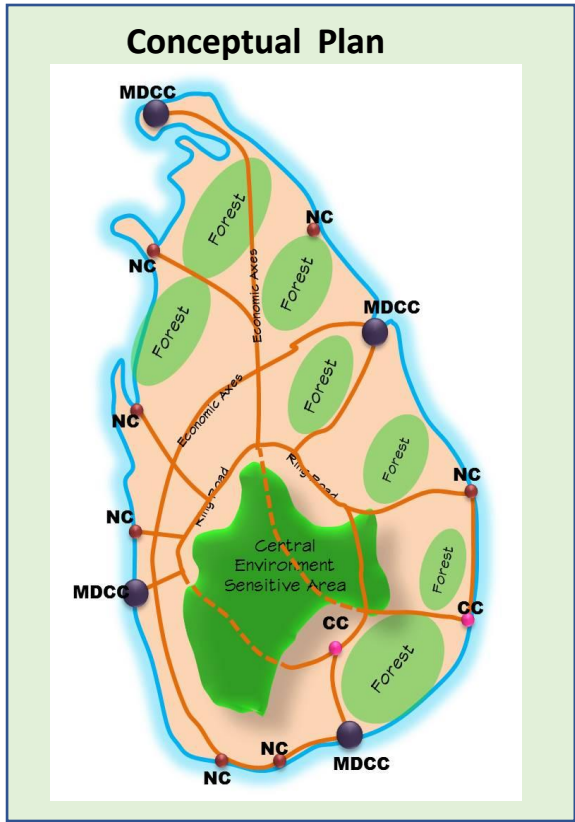 Conceptual Plan
MDCC
Forest
NC
NC
Economic Axes
Forest
Forest
MDCC
Forest
Economic Axes
NC
Ring Road
Ring Road
Forest
NC
NC
Central
Environment
Sensitive Area
Forest
MDCC
CC
CC
Forest
MDCC
NC
NC